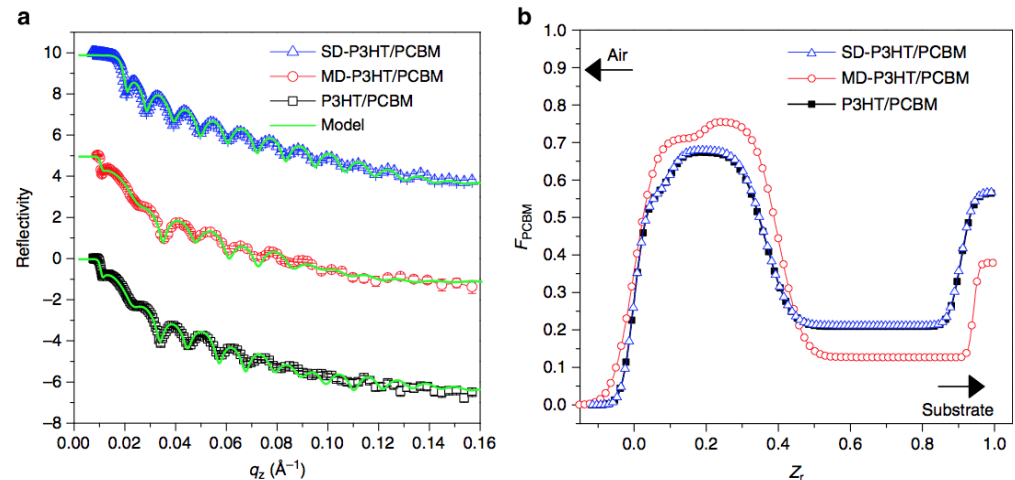 a
10
8
6
4
2
0
−2
−4
−6
−8
Reflectivity
0.00
0.02
0.04
0.06
0.08
0.10
0.12
0.14
0.16
qz (Å−1)
SD-P3HT/PCBM
MD-P3HT/PCBM
P3HT/PCBM
Model
b
1.0
0.9
0.8
0.7
0.6
0.5
0.4
0.3
0.2
0.1
0.0
FPCBM
Air
SD-P3HT/PCBM
MD-P3HT/PCBM
P3HT/PCBM
Substrate
0.0
0.2
0.4
0.6
0.8
1.0
Zr